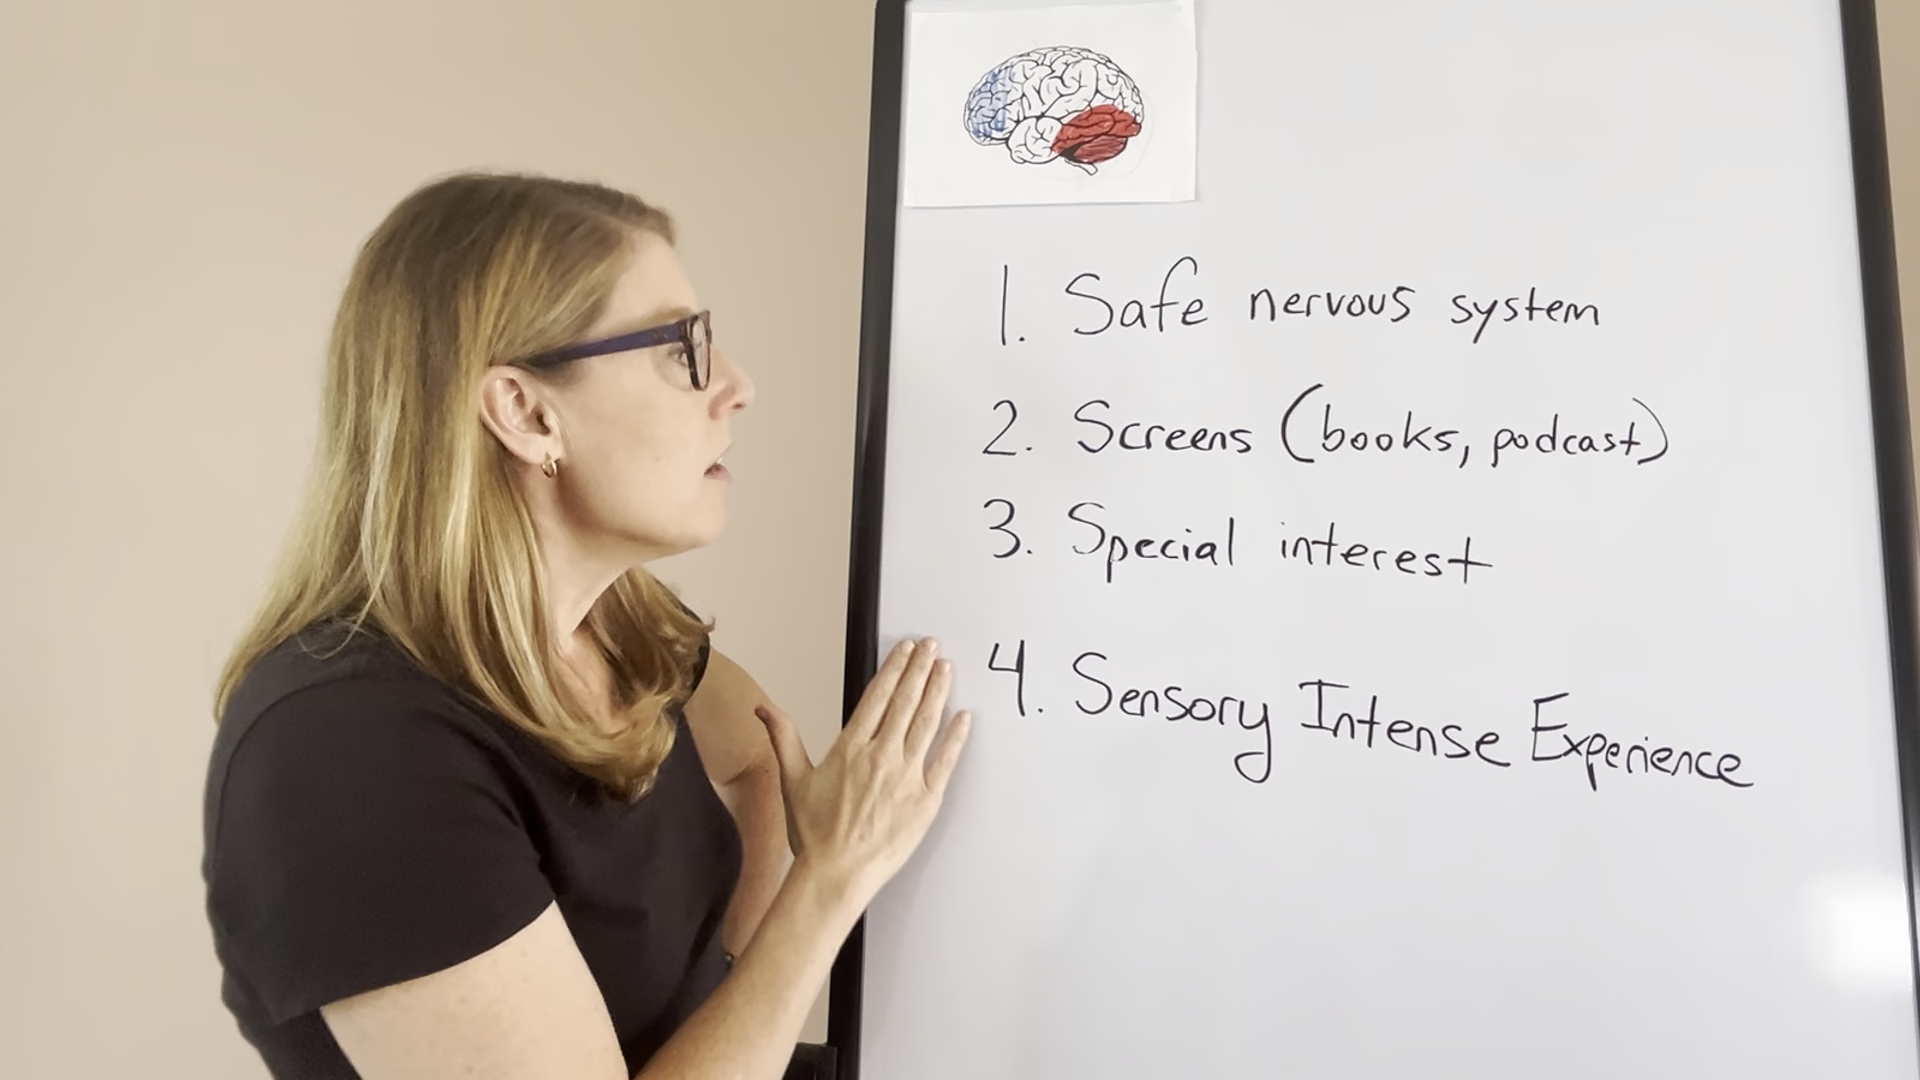 1. Safe nervous system
2. Screens (books, podcast)
3. Special interest
4. Sensory Intense Experience